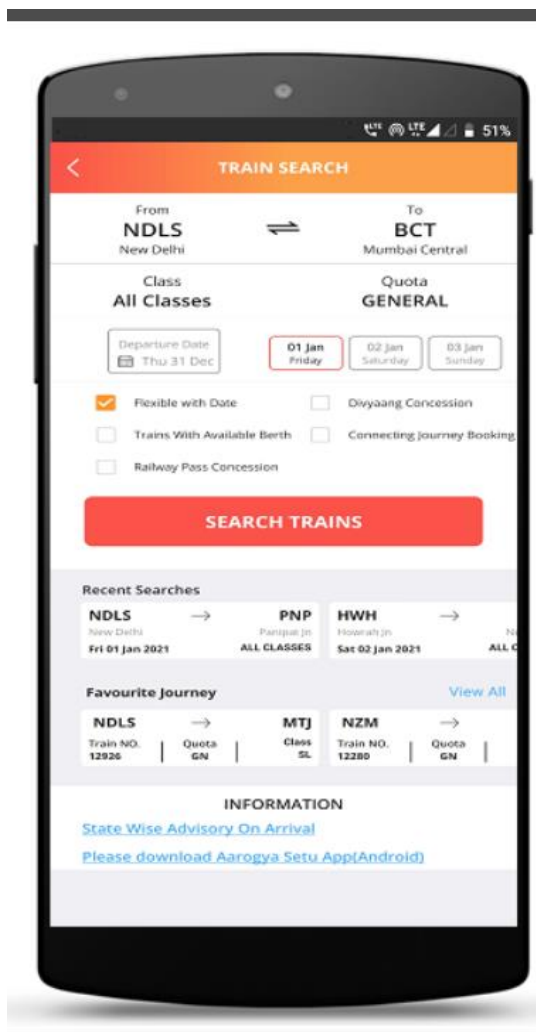 LTE LTE 51%
TRAIN SEARCH
From To
NDLS BCT
New Delhi Mumbai Central
Class Quota
All Classes GENERAL
Departure Date
Thu 31 Dec
01 Jan 02 Jan 03 Jan
Friday Saturday Sunday
Flexible with Date Divyaang Concession
Trains With Available Berth Connecting Journey Booking
Railway Pass Concession
SEARCH TRAINS
Recent Searches
NDLS → PNP HWH →
New Delhi Panipat Jn Howrah Jn
Fri 01 Jan 2021 ALL CLASSES Sat 02 Jan 2021 ALL
Favourite Journey View All
NDLS → MTJ NZM →
Train NO. Quota Class Train NO. Quota
12926 | GN | SL 12280 | GN |
INFORMATION
State Wise Advisory On Arrival
Please download Aarogya Setu App(Android)